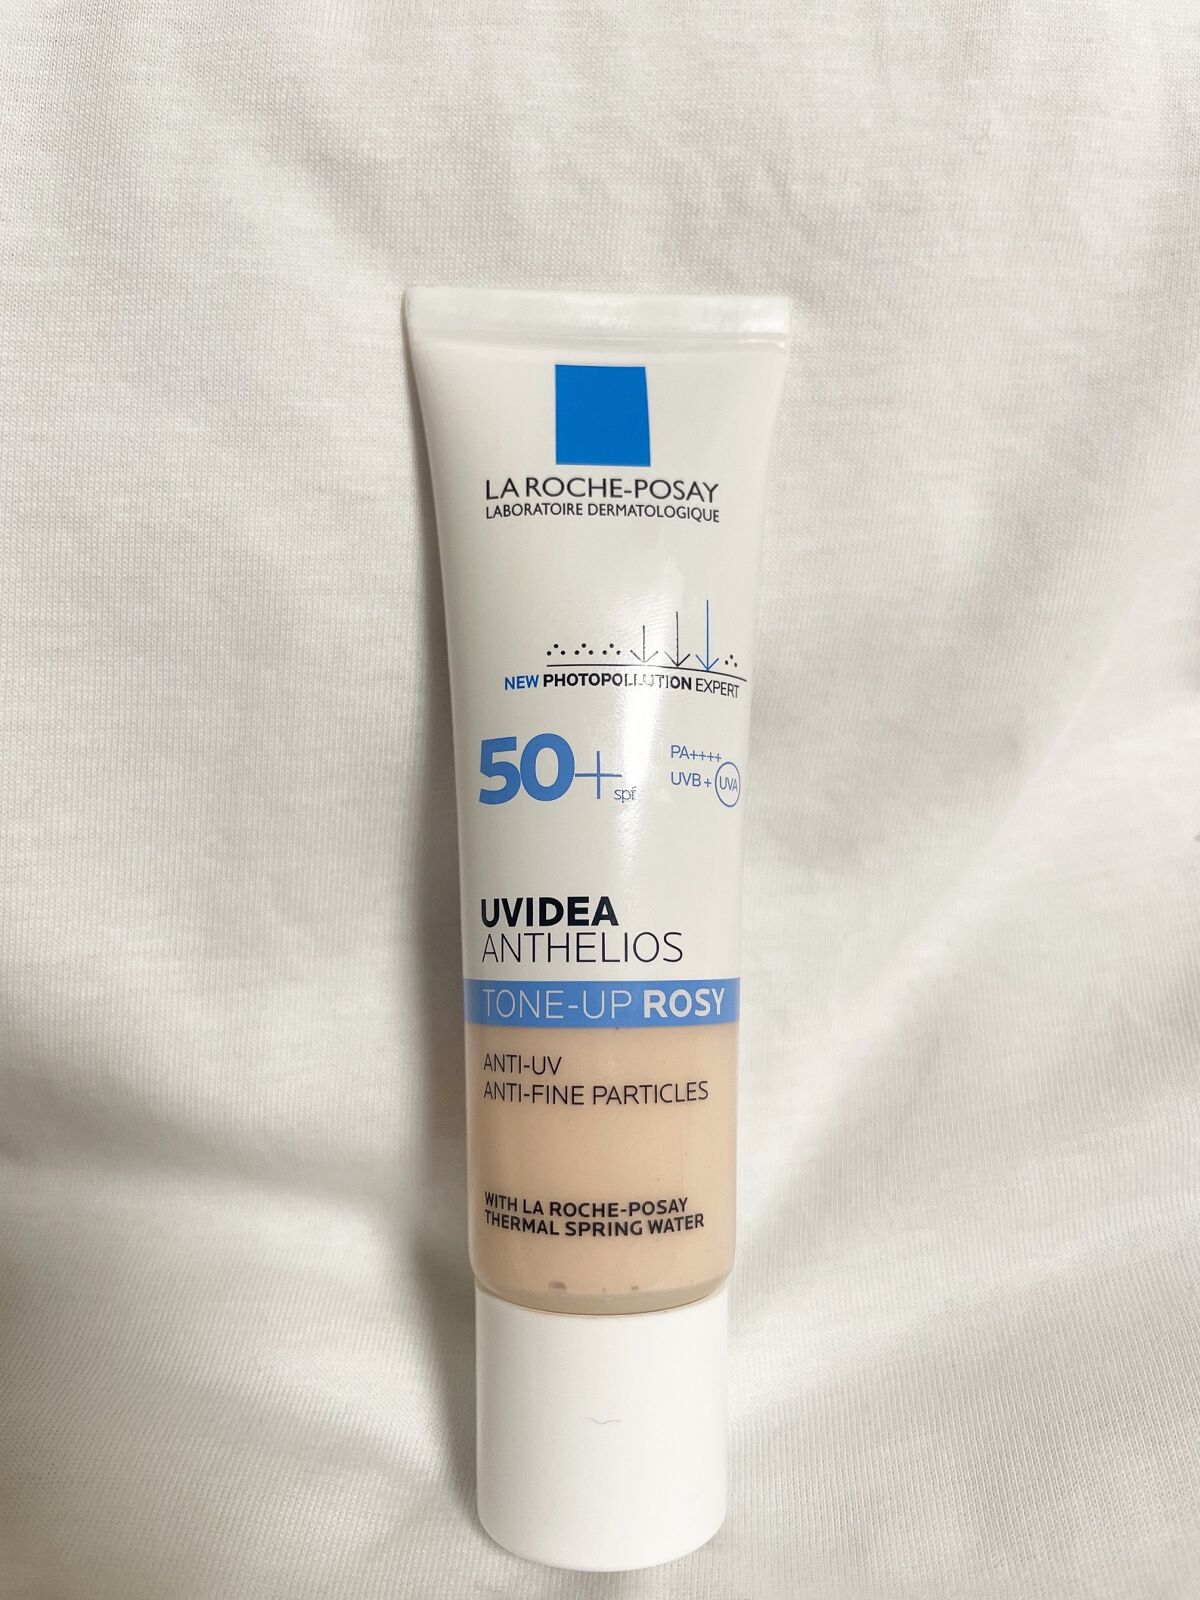 LA ROCHE-POSAY
LABORATOIRE DERMATOLOGIQUE
NEW PHOTOPOLLUTION EXPERT
50+ spf
PA++++
UVB + UVA
UVIDEA
ANTHELIOS
TONE-UP ROSY
ANTI-UV
ANTI-FINE PARTICLES
WITH LA ROCHE-POSAY
THERMAL SPRING WATER